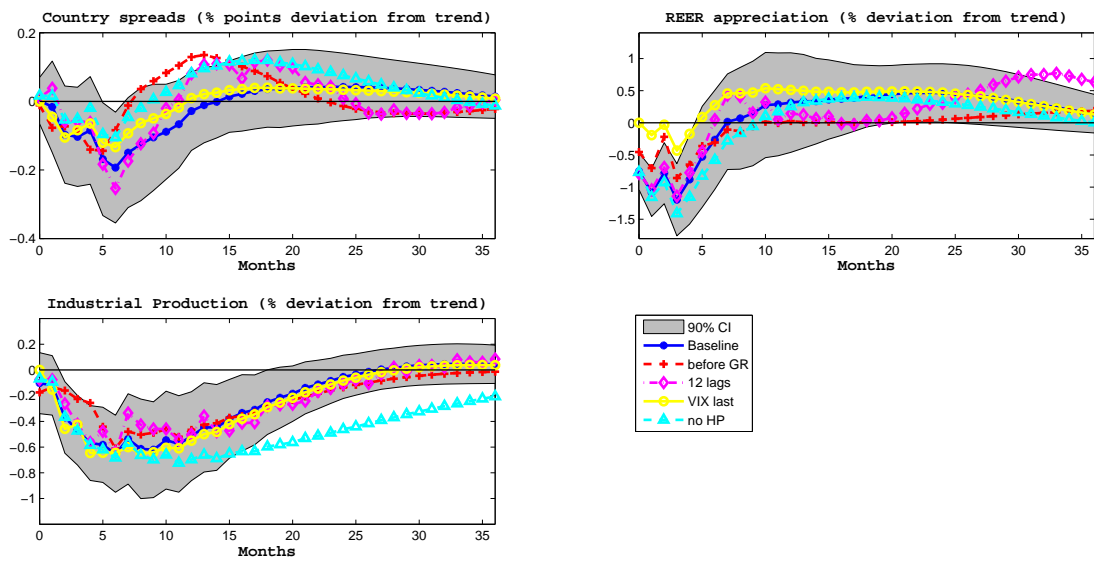 Country spreads (% points deviation from trend)
0.2
0
−0.2
−0.4
0 5 10 15 20 25 30 35
Months
REER appreciation (% deviation from trend)
1
0.5
0
−0.5
−1
−1.5
0 5 10 15 20 25 30 35
Months
Industrial Production (% deviation from trend)
0.2
0
−0.2
−0.4
−0.6
−0.8
−1
0 5 10 15 20 25 30 35
Months
90% CI
Baseline
before GR
12 lags
VIX last
no HP